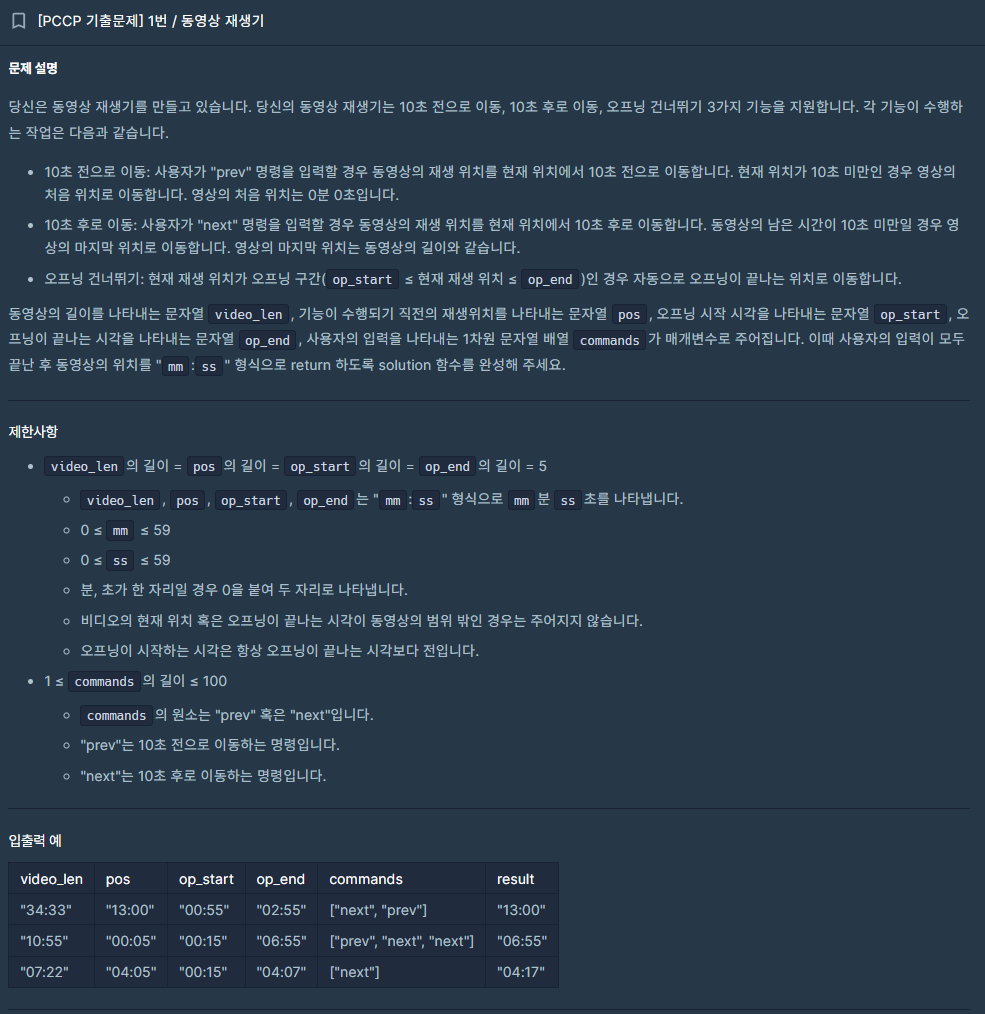 [PCCP 기출문제] 1번 / 동영상 재생기
문제 설명
당신은 동영상 재생기를 만들고 있습니다. 당신의 동영상 재생기는 10초 전으로 이동, 10초 후로 이동, 오프닝 건너뛰기 3가지 기능을 지원합니다. 각 기능이 수행하
는 작업은 다음과 같습니다.
• 10초 전으로 이동: 사용자가 "prev" 명령을 입력할 경우 동영상의 재생 위치를 현재 위치에서 10초 전으로 이동합니다. 현재 위치가 10초 미만인 경우 영상의
처음 위치로 이동합니다. 영상의 처음 위치는 0분 0초입니다.
• 10초 후로 이동: 사용자가 "next" 명령을 입력할 경우 동영상의 재생 위치를 현재 위치에서 10초 후로 이동합니다. 동영상의 남은 시간이 10초 미만일 경우 영
상의 마지막 위치로 이동합니다. 영상의 마지막 위치는 동영상의 길이와 같습니다.
• 오프닝 건너뛰기: 현재 재생 위치가 오프닝 구간( op_start ≤ 현재 재생 위치 ≤ op_end )인 경우 자동으로 오프닝이 끝나는 위치로 이동합니다.
동영상의 길이를 나타내는 문자열 video_len , 기능이 수행되기 직전의 재생위치를 나타내는 문자열 pos , 오프닝 시작 시각을 나타내는 문자열 op_start , 오
프닝이 끝나는 시각을 나타내는 문자열 op_end , 사용자의 입력을 나타내는 1차원 문자열 배열 commands 가 매개변수로 주어집니다. 이때 사용자의 입력이 모두
끝난 후 동영상의 위치를 " mm : ss " 형식으로 return 하도록 solution 함수를 완성해 주세요.
제한사항
• video_len 의 길이 = pos 의 길이 = op_start 의 길이 = op_end 의 길이 = 5
◦ video_len , pos , op_start , op_end 는 " mm : ss " 형식으로 mm 분 ss 초를 나타냅니다.
◦ 0 ≤ mm ≤ 59
◦ 0 ≤ ss ≤ 59
◦ 분, 초가 한 자리일 경우 0을 붙여 두 자리로 나타냅니다.
◦ 비디오의 현재 위치 혹은 오프닝이 끝나는 시각이 동영상의 범위 밖인 경우는 주어지지 않습니다.
◦ 오프닝이 시작하는 시각은 항상 오프닝이 끝나는 시각보다 전입니다.
• 1 ≤ commands 의 길이 ≤ 100
◦ commands 의 원소는 "prev" 혹은 "next"입니다.
◦ "prev"는 10초 전으로 이동하는 명령입니다.
◦ "next"는 10초 후로 이동하는 명령입니다.
입출력 예
video_len pos op_start op_end commands result
"34:33" "13:00" "00:55" "02:55" ["next", "prev"] "13:00"
"10:55" "00:05" "00:15" "06:55" ["prev", "next", "next"] "06:55"
"07:22" "04:05" "00:15" "04:07" ["next"] "04:17"